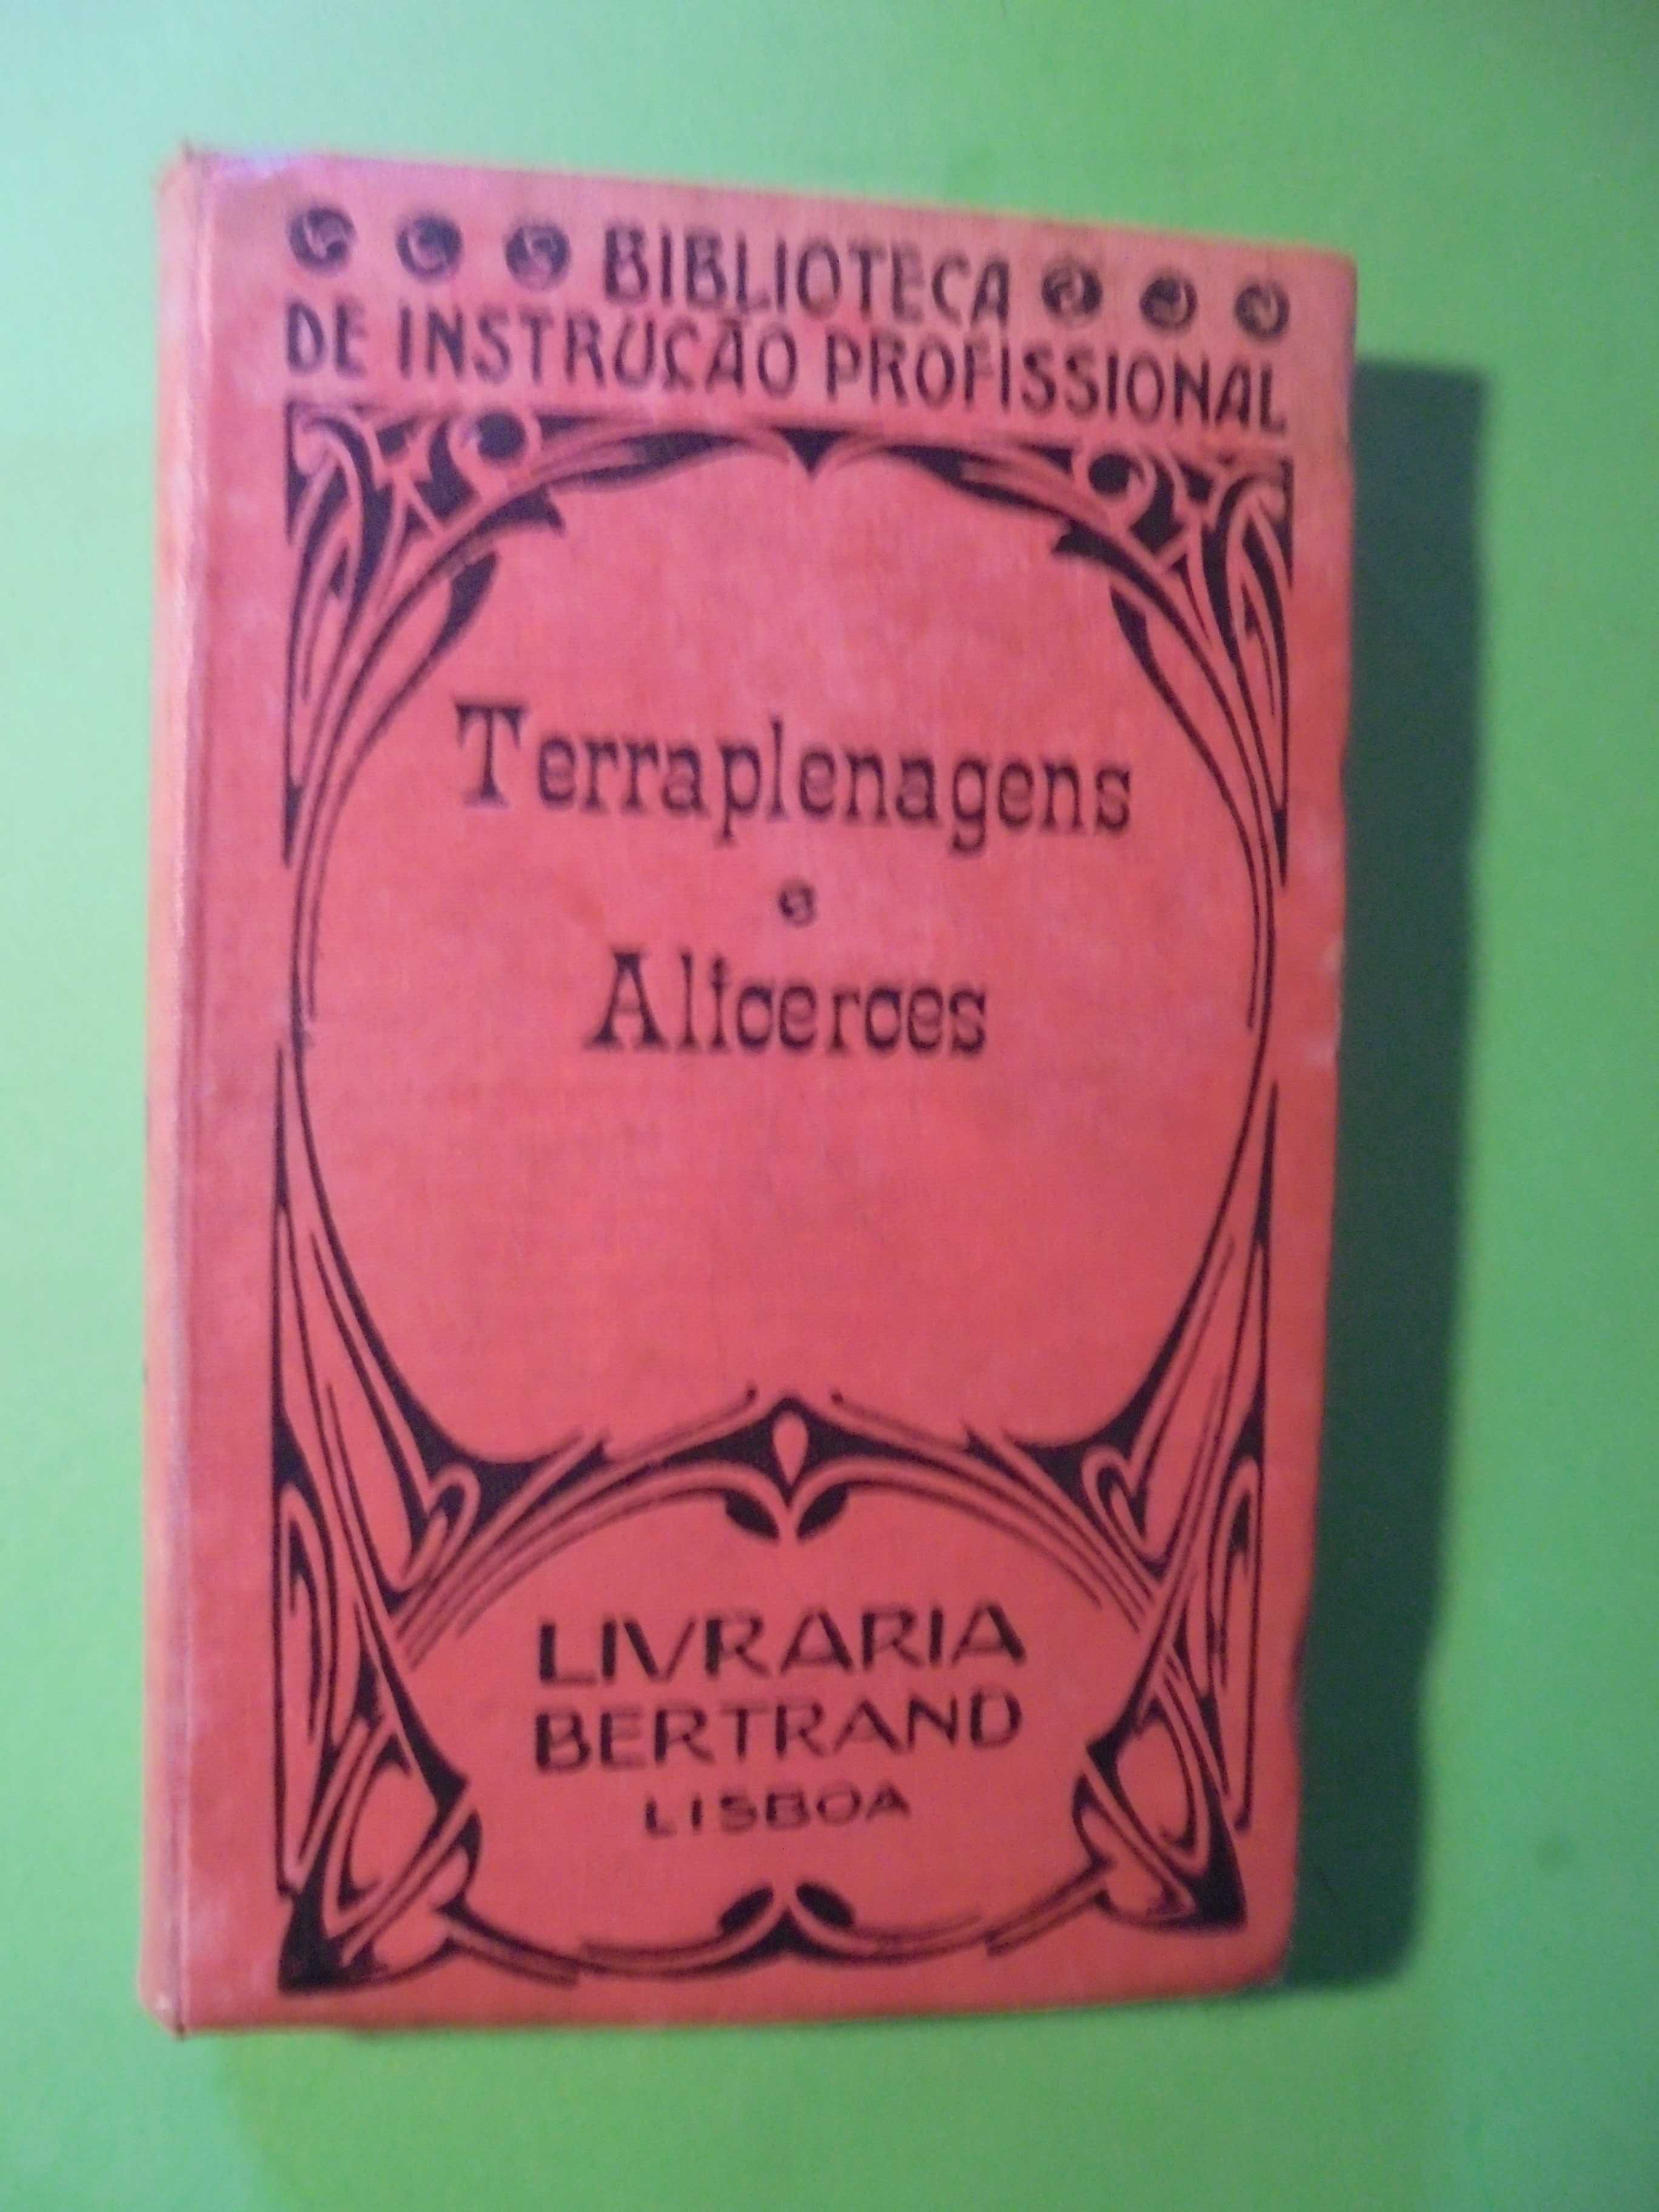 BIBLIOTECA
DE INSTRUÇÃO PROFISSIONAL
Terraplenagens
e
Alicerces
LIVRARIA
BERTRAND
LISBOA